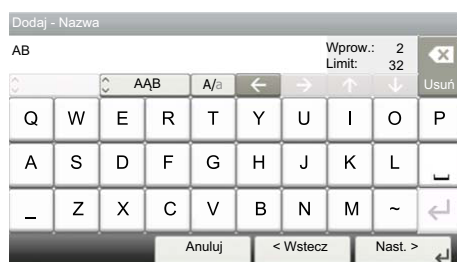 Dodaj - Nazwa
AB
Wprow.: 2
Limit: 32
AĄB A/a ← → ↑ ↓ Usuń
Q W E R T Y U I O P
A S D F G H J K L
_ Z X C V B N M ~
Anuluj < Wstecz Nast. >